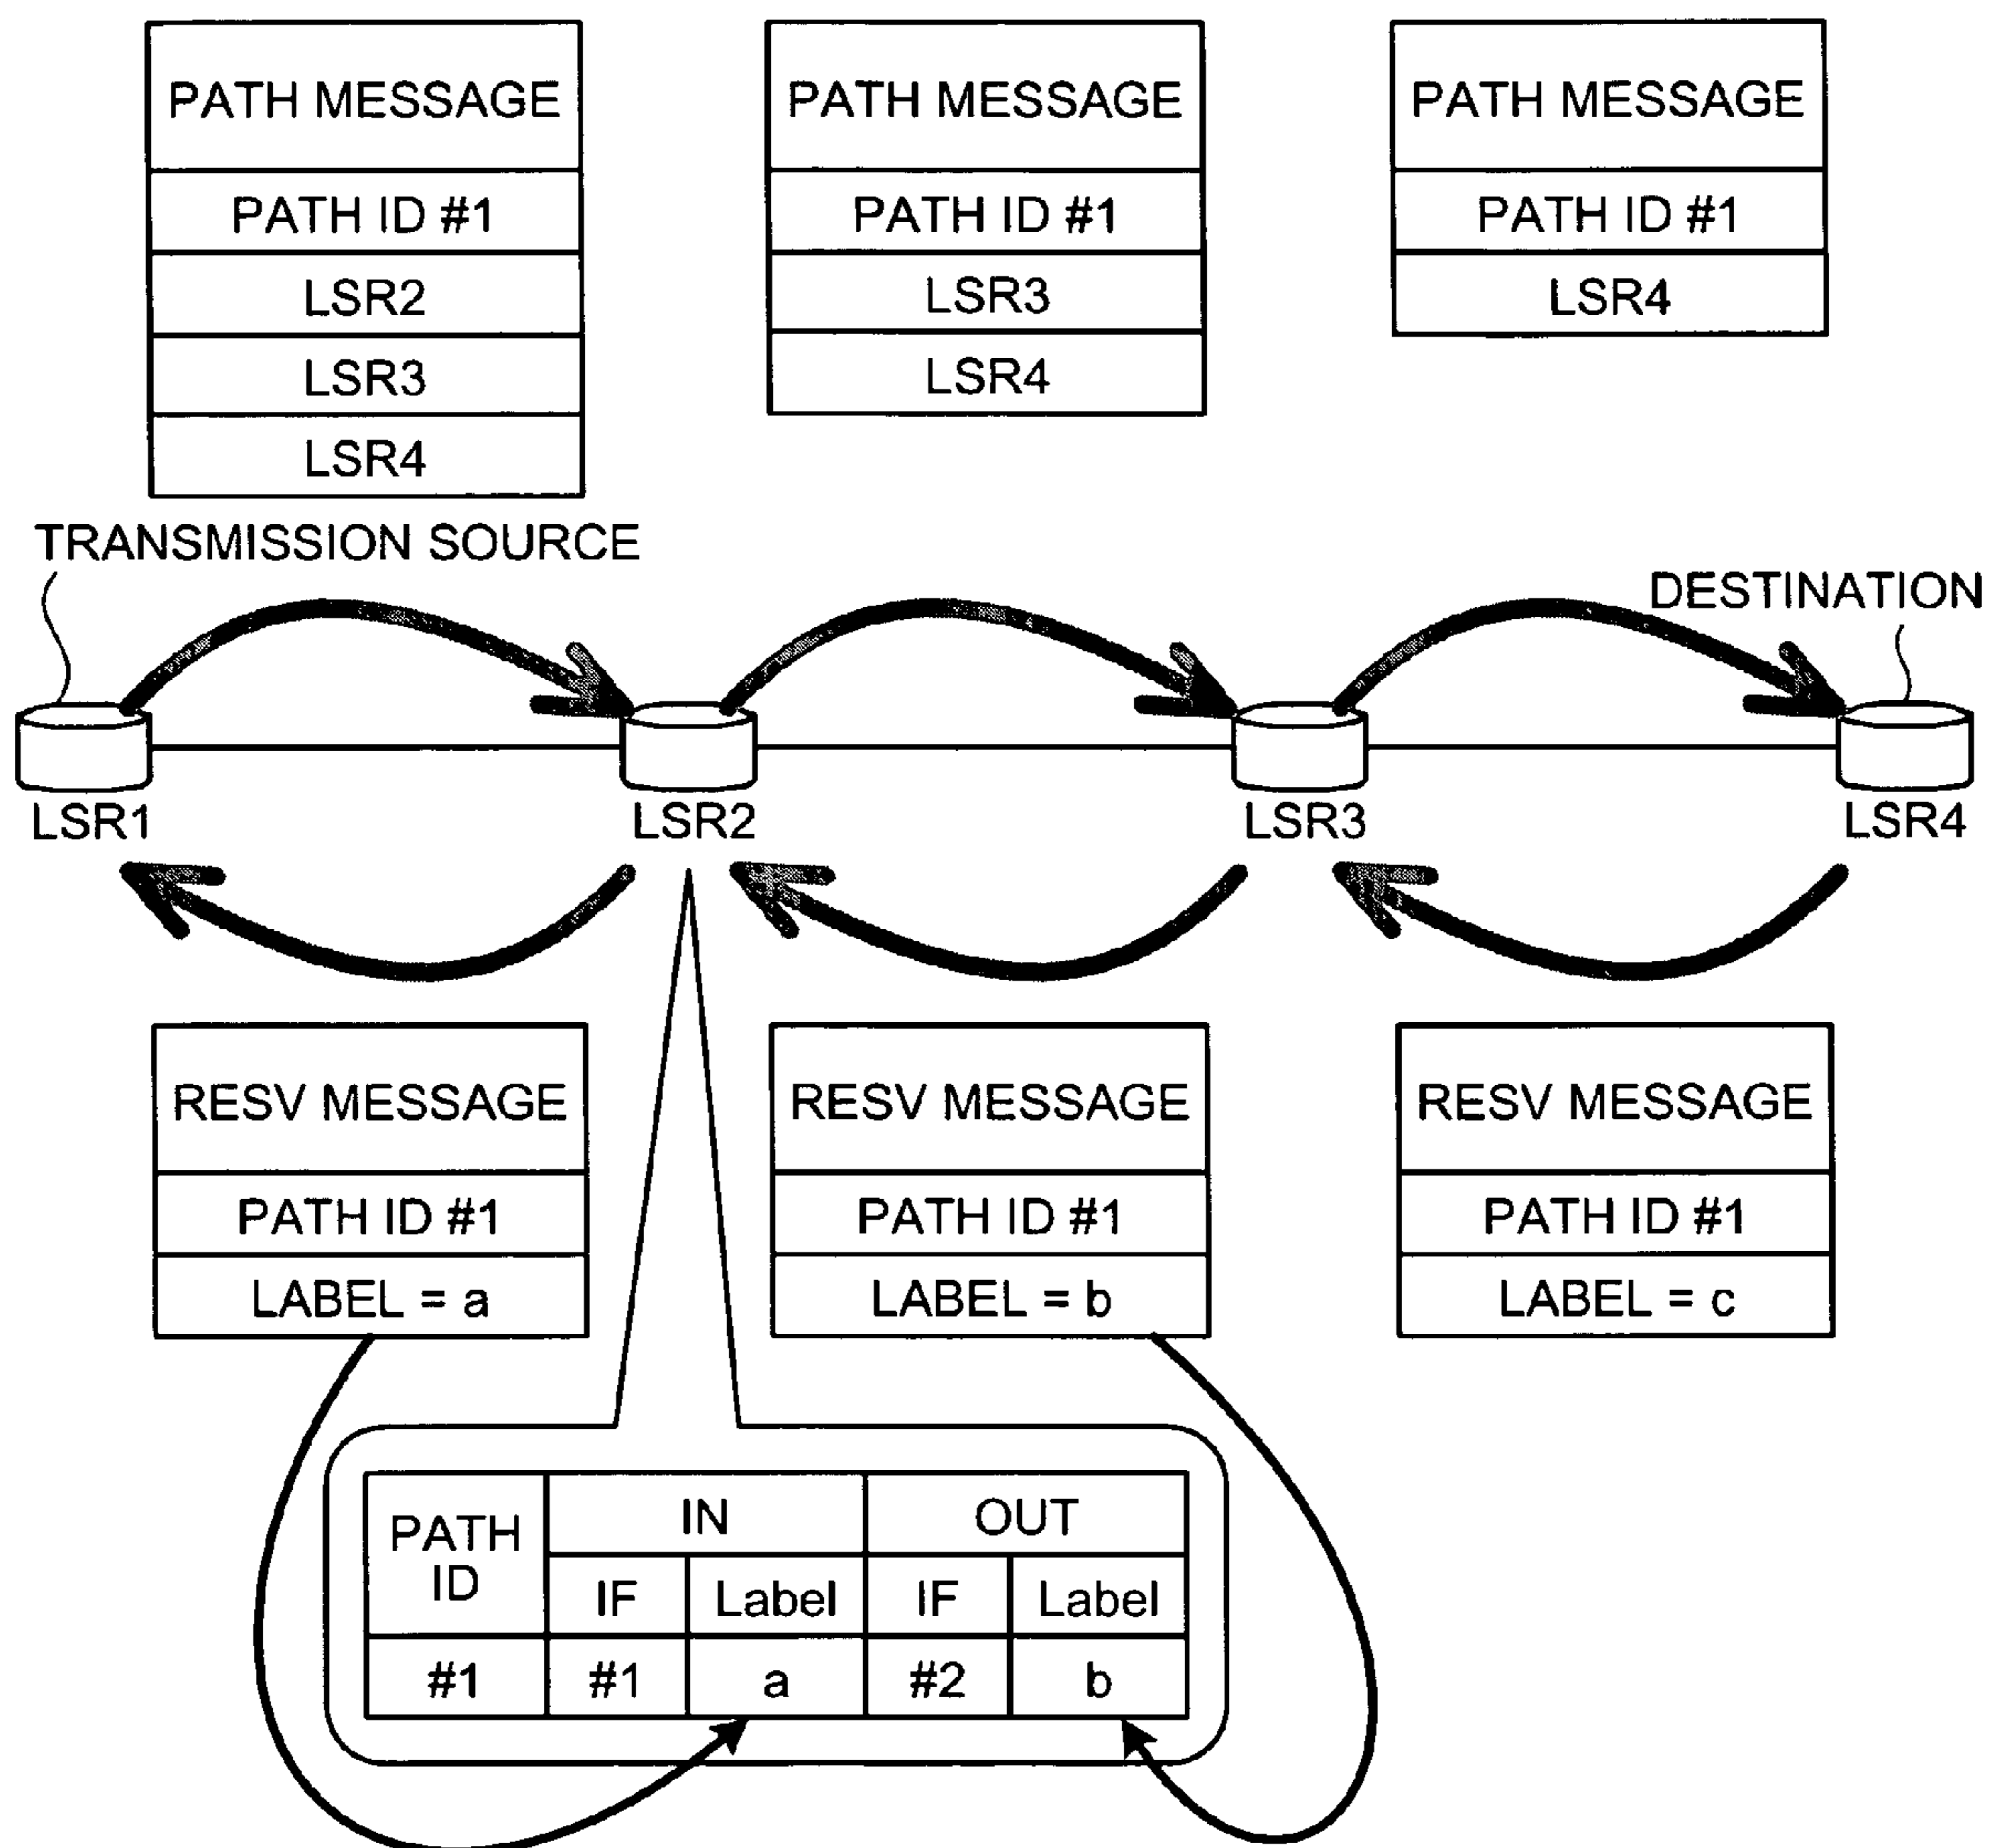 PATH MESSAGE
PATH ID #1
LSR2
LSR3
LSR4
PATH MESSAGE
PATH ID #1
LSR3
LSR4
PATH MESSAGE
PATH ID #1
LSR4
TRANSMISSION SOURCE
DESTINATION
LSR1
LSR2
LSR3
LSR4
RESV MESSAGE
PATH ID #1
LABEL = a
RESV MESSAGE
PATH ID #1
LABEL = b
RESV MESSAGE
PATH ID #1
LABEL = c
PATH
ID
IN
OUT
IF
Label
IF
Label
#1
#1
a
#2
b